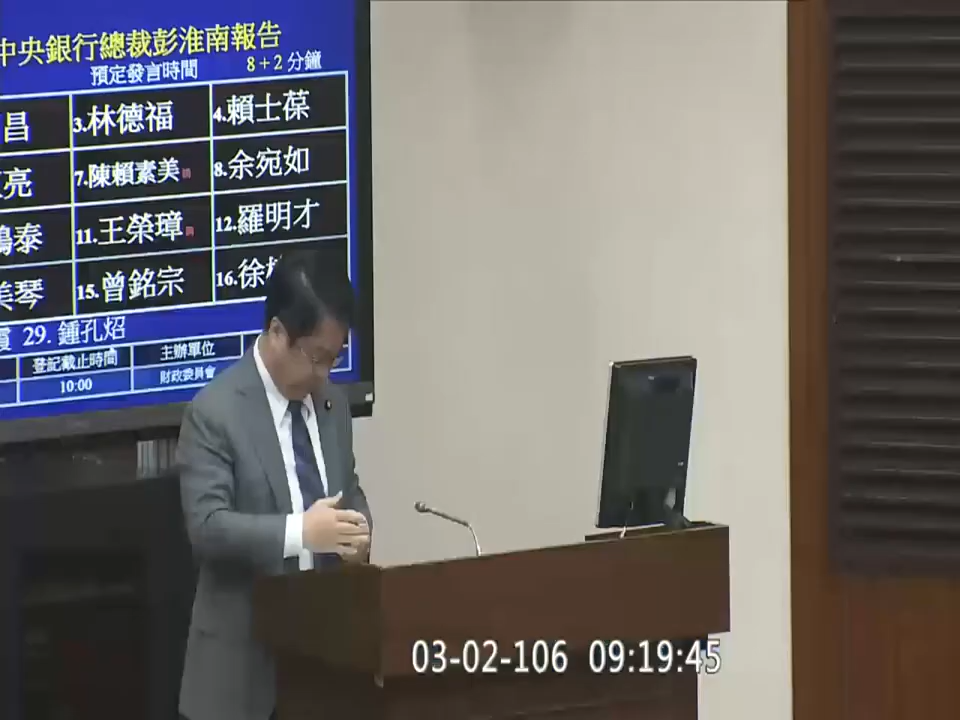 中央銀行總裁彭淮南報告
預定發言時間 8+2 分鐘
昌 3.林德福 4.賴士葆
亮 7.陳賴素美 8.余宛如
鴻泰 11.王榮璋 12.羅明才
美琴 15.曾銘宗 16.徐
29. 鍾孔炤
登記截止時間 主辦單位
10:00 財政委員會
03-02-106 09:19:45